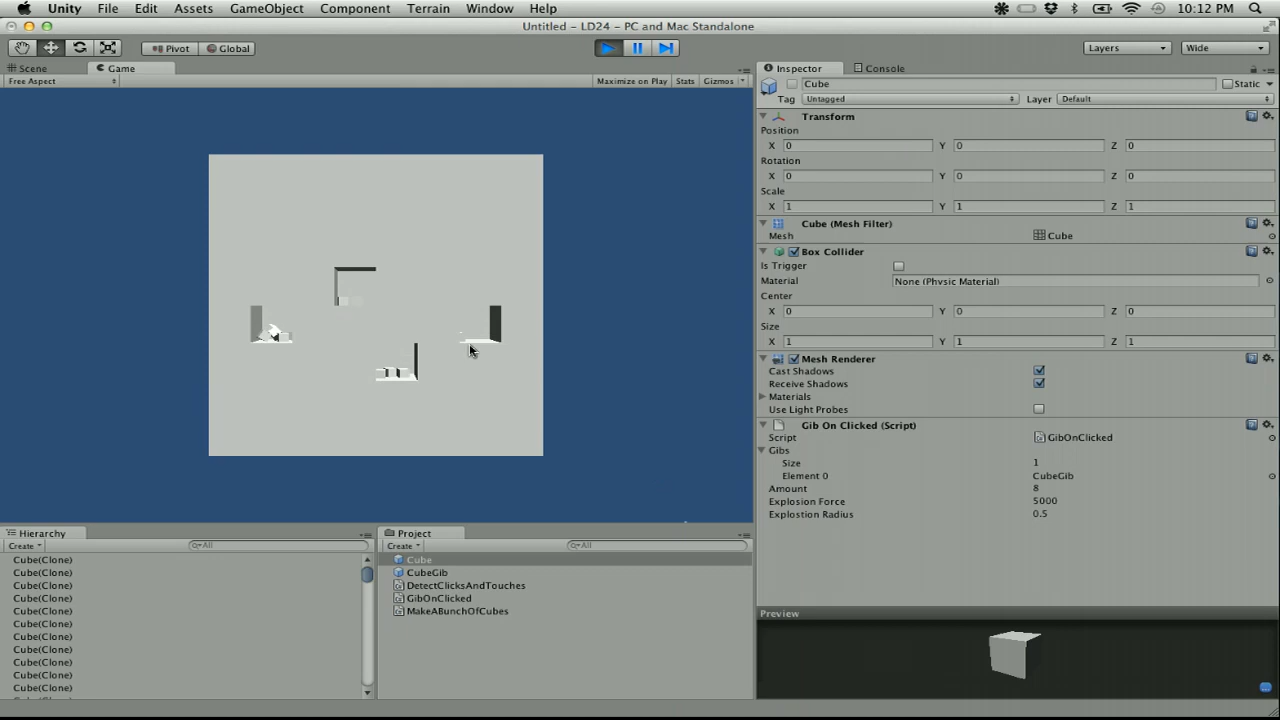 Unity File Edit Assets GameObject Component Terrain Window Help 10:12 PM
Untitled - LD24 - PC and Mac Standalone
Pivot Global Layers Wide
Scene Game
Free Aspect Maximize on Play Stats Gizmos
Inspector Console
Cube Static
Tag Untagged Layer Default
Transform
Position
X 0 Y 0 Z 0
Rotation
X 0 Y 0 Z 0
Scale
X 1 Y 1 Z 1
Cube (Mesh Filter)
Mesh Cube
Box Collider
Is Trigger
Material None (Physic Material)
Center
X 0 Y 0 Z 0
Size
X 1 Y 1 Z 1
Mesh Renderer
Cast Shadows
Receive Shadows
Materials
Use Light Probes
Gib On Clicked (Script)
Script GibOnClicked
Gibs
Size 1
Element 0 CubeGib
Amount 8
Explosion Force 5000
Explostion Radius 0.5
Hierarchy
Create All
Cube(Clone)
Cube(Clone)
Cube(Clone)
Cube(Clone)
Cube(Clone)
Cube(Clone)
Cube(Clone)
Cube(Clone)
Cube(Clone)
Cube(Clone)
Cube(Clone)
Project
Create All
Cube
CubeGib
DetectClicksAndTouches
GibOnClicked
MakeABunchOfCubes
Preview